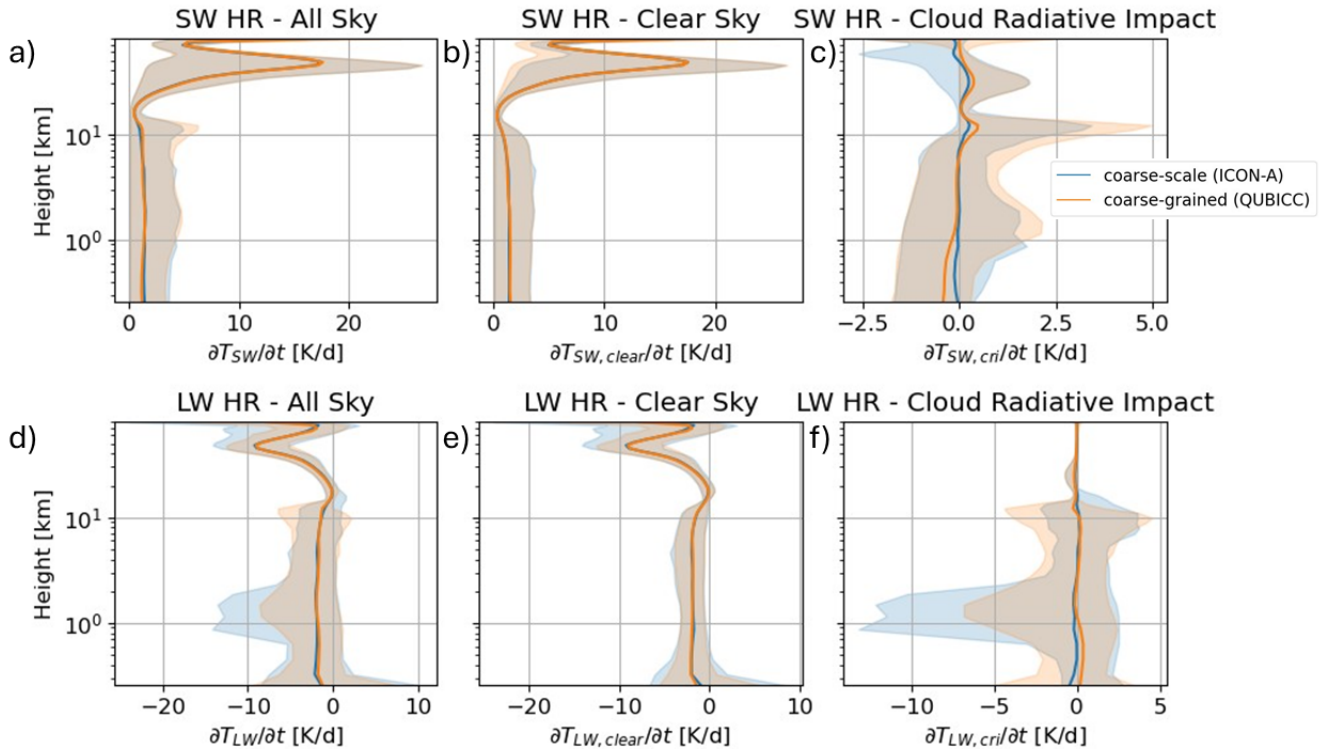 SW HR - All Sky
SW HR - Clear Sky
SW HR - Cloud Radiative Impact
a)
b)
c)
Height [km]
10¹
10⁰
coarse-scale (ICON-A)
coarse-grained (QUBICC)
0 10 20
0 10 20
−2.5 0.0 2.5 5.0
∂T_SW/∂t [K/d]
∂T_SW,clear/∂t [K/d]
∂T_SW,cri/∂t [K/d]
LW HR - All Sky
LW HR - Clear Sky
LW HR - Cloud Radiative Impact
d)
e)
f)
Height [km]
10¹
10⁰
−20 −10 0 10
−20 −10 0 10
−10 −5 0 5
∂T_LW/∂t [K/d]
∂T_LW,clear/∂t [K/d]
∂T_LW,cri/∂t [K/d]